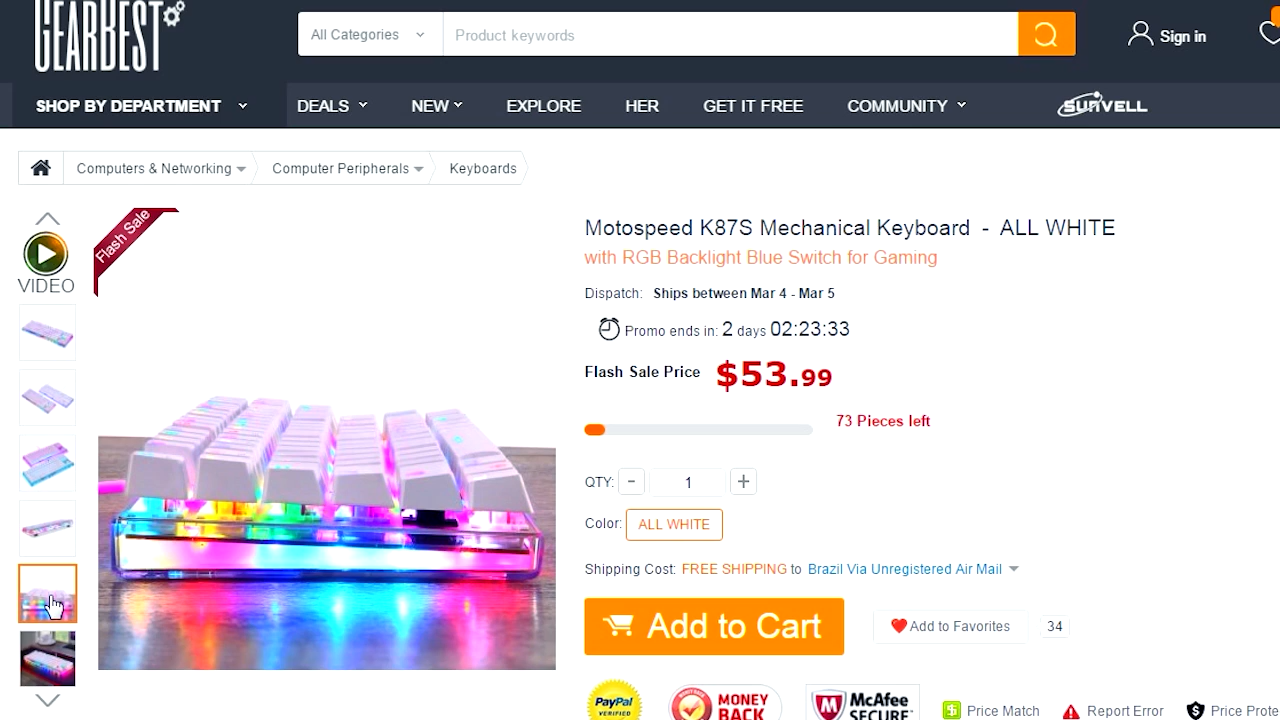 GEARBEST
All Categories
Product keywords
Sign in
SHOP BY DEPARTMENT
DEALS
NEW
EXPLORE
HER
GET IT FREE
COMMUNITY
SUNVELL
Computers & Networking
Computer Peripherals
Keyboards
VIDEO
Flash Sale
Motospeed K87S Mechanical Keyboard - ALL WHITE
with RGB Backlight Blue Switch for Gaming
Dispatch: Ships between Mar 4 - Mar 5
Promo ends in: 2 days 02:23:33
Flash Sale Price $53.99
73 Pieces left
QTY: - 1 +
Color: ALL WHITE
Shipping Cost: FREE SHIPPING to Brazil Via Unregistered Air Mail
Add to Cart
Add to Favorites
34
PayPal
VERIFIED
MONEY
BACK
McAfee
SECURE
Price Match
Report Error
Price Prote